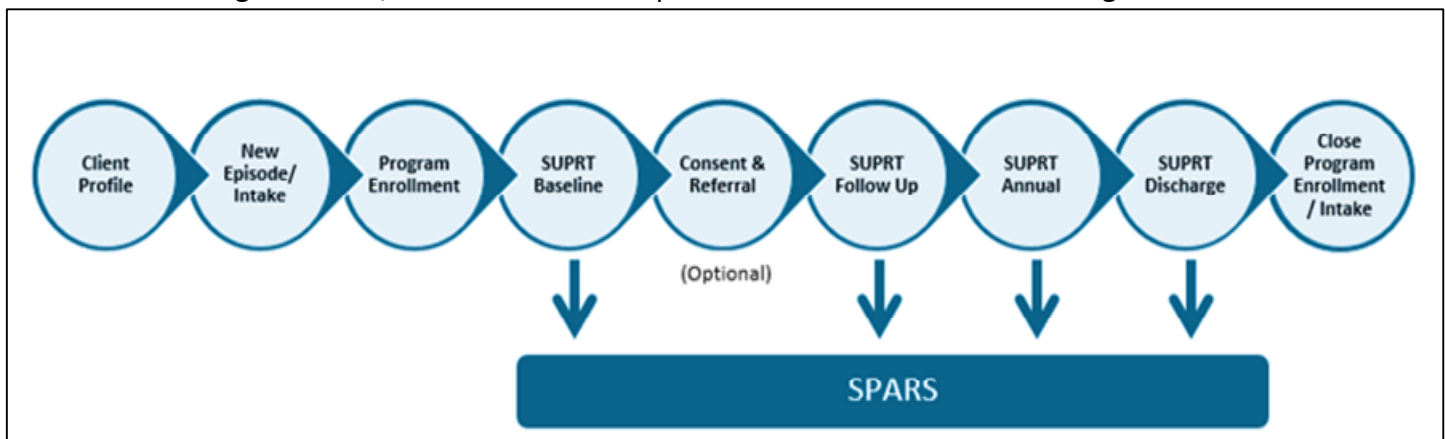 Client
Profile
New
Episode/
Intake
Program
Enrollment
SUPRT
Baseline
Consent &
Referral
(Optional)
SUPRT
Follow Up
SUPRT
Annual
SUPRT
Discharge
Close
Program
Enrollment
/ Intake
SPARS